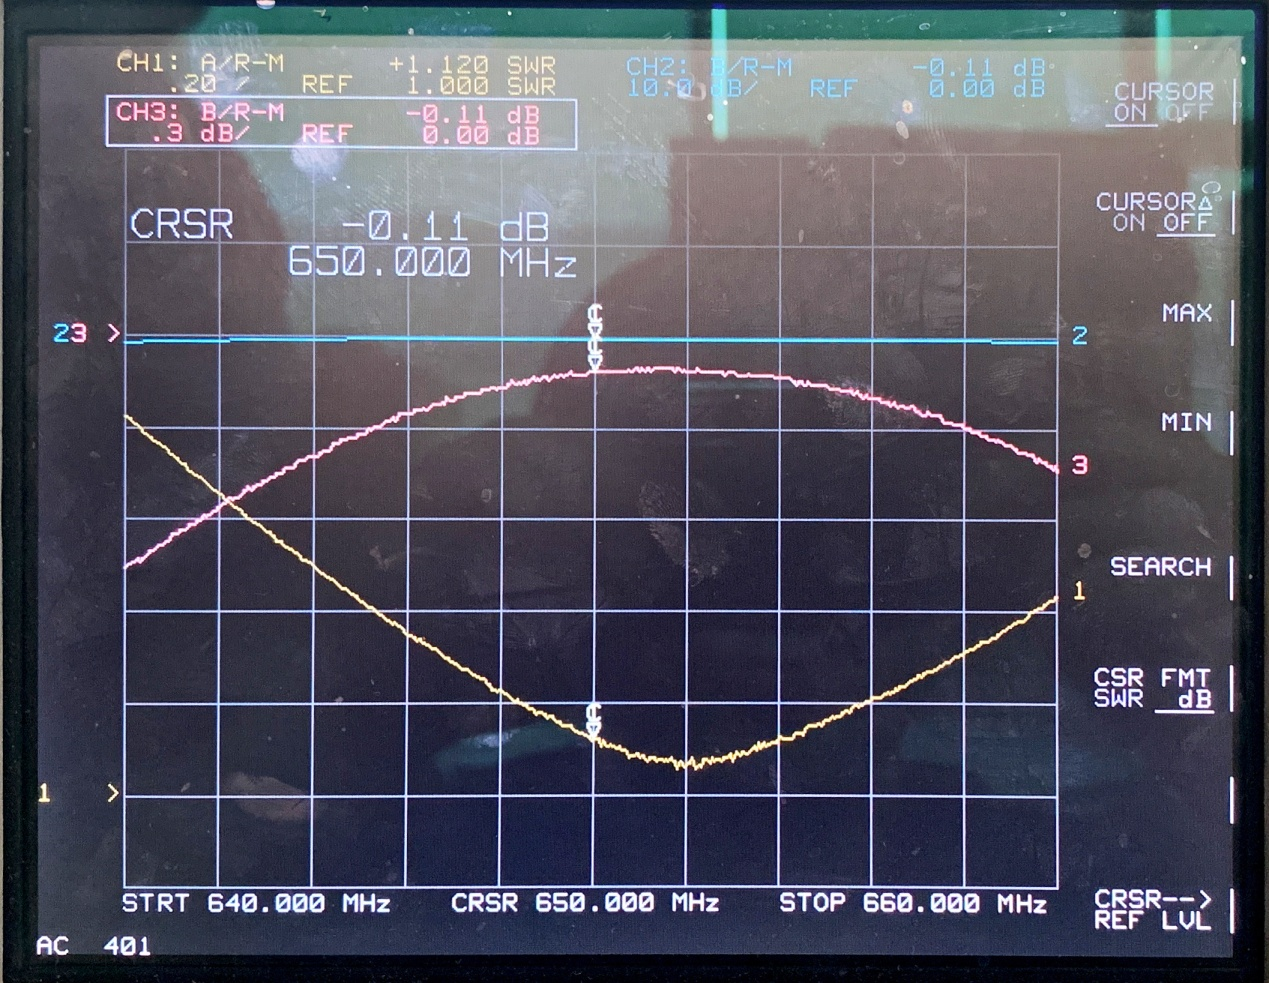 CH1: A/R-M +1.120 SWR
.20 / REF 1.000 SWR
CH2: B/R-M -0.11 dB
10.0 dB/ REF 0.00 dB
CH3: B/R-M -0.11 dB
.3 dB/ REF 0.00 dB
CURSOR
ON OFF
CRSR -0.11 dB
650.000 MHz
CURSOR△
ON OFF
MAX
23 >
2
MIN
3
SEARCH
1
CSR FMT
SWR dB
1 >
STRT 640.000 MHz CRSR 650.000 MHz STOP 660.000 MHz
CRSR-->
REF LVL
AC 401